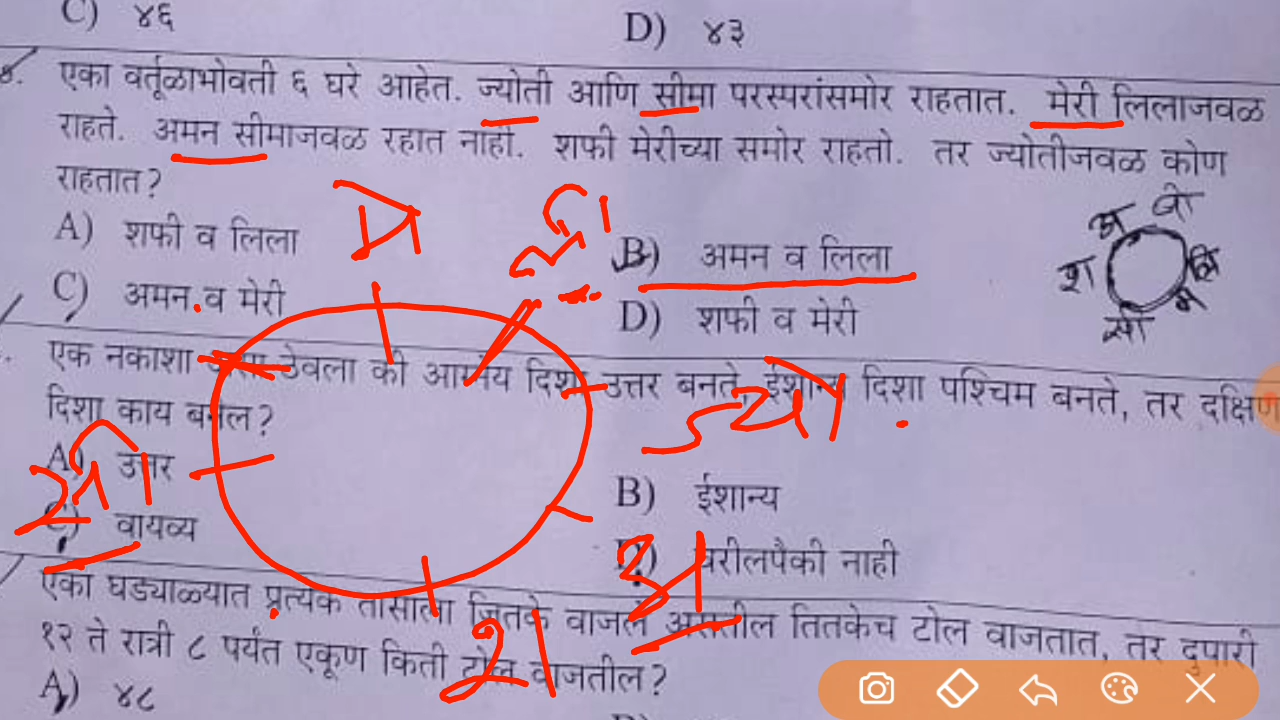 C) ४६
D) ४३
एका वर्तूळाभोवती ६ घरे आहेत. ज्योती आणि सीमा परस्परांसमोर राहतात. मेरी लिलाजवळ
राहते. अमन सीमाजवळ रहात नाही. शफी मेरीच्या समोर राहतो. तर ज्योतीजवळ कोण
राहतात?
A) शफी व लिला
B) अमन व लिला
C) अमन व मेरी
D) शफी व मेरी
अ
श
सी
म
लि
मे
ली
एक नकाशा असा ठेवला की आग्नेय दिशा उत्तर बनते, ईशान्य दिशा पश्चिम बनते, तर दक्षिण
दिशा काय बनेल?
ज्यो
A) उत्तर
B) ईशान्य
सी
C) वायव्य
D) वरीलपैकी नाही
अ
एका घड्याळ्यात प्रत्येक तासाला जितके वाजले असतील तितकेच टोल वाजतात, तर दुपारी
१२ ते रात्री ८ पर्यंत एकूण किती टोल वाजतील?
श
A) ४८